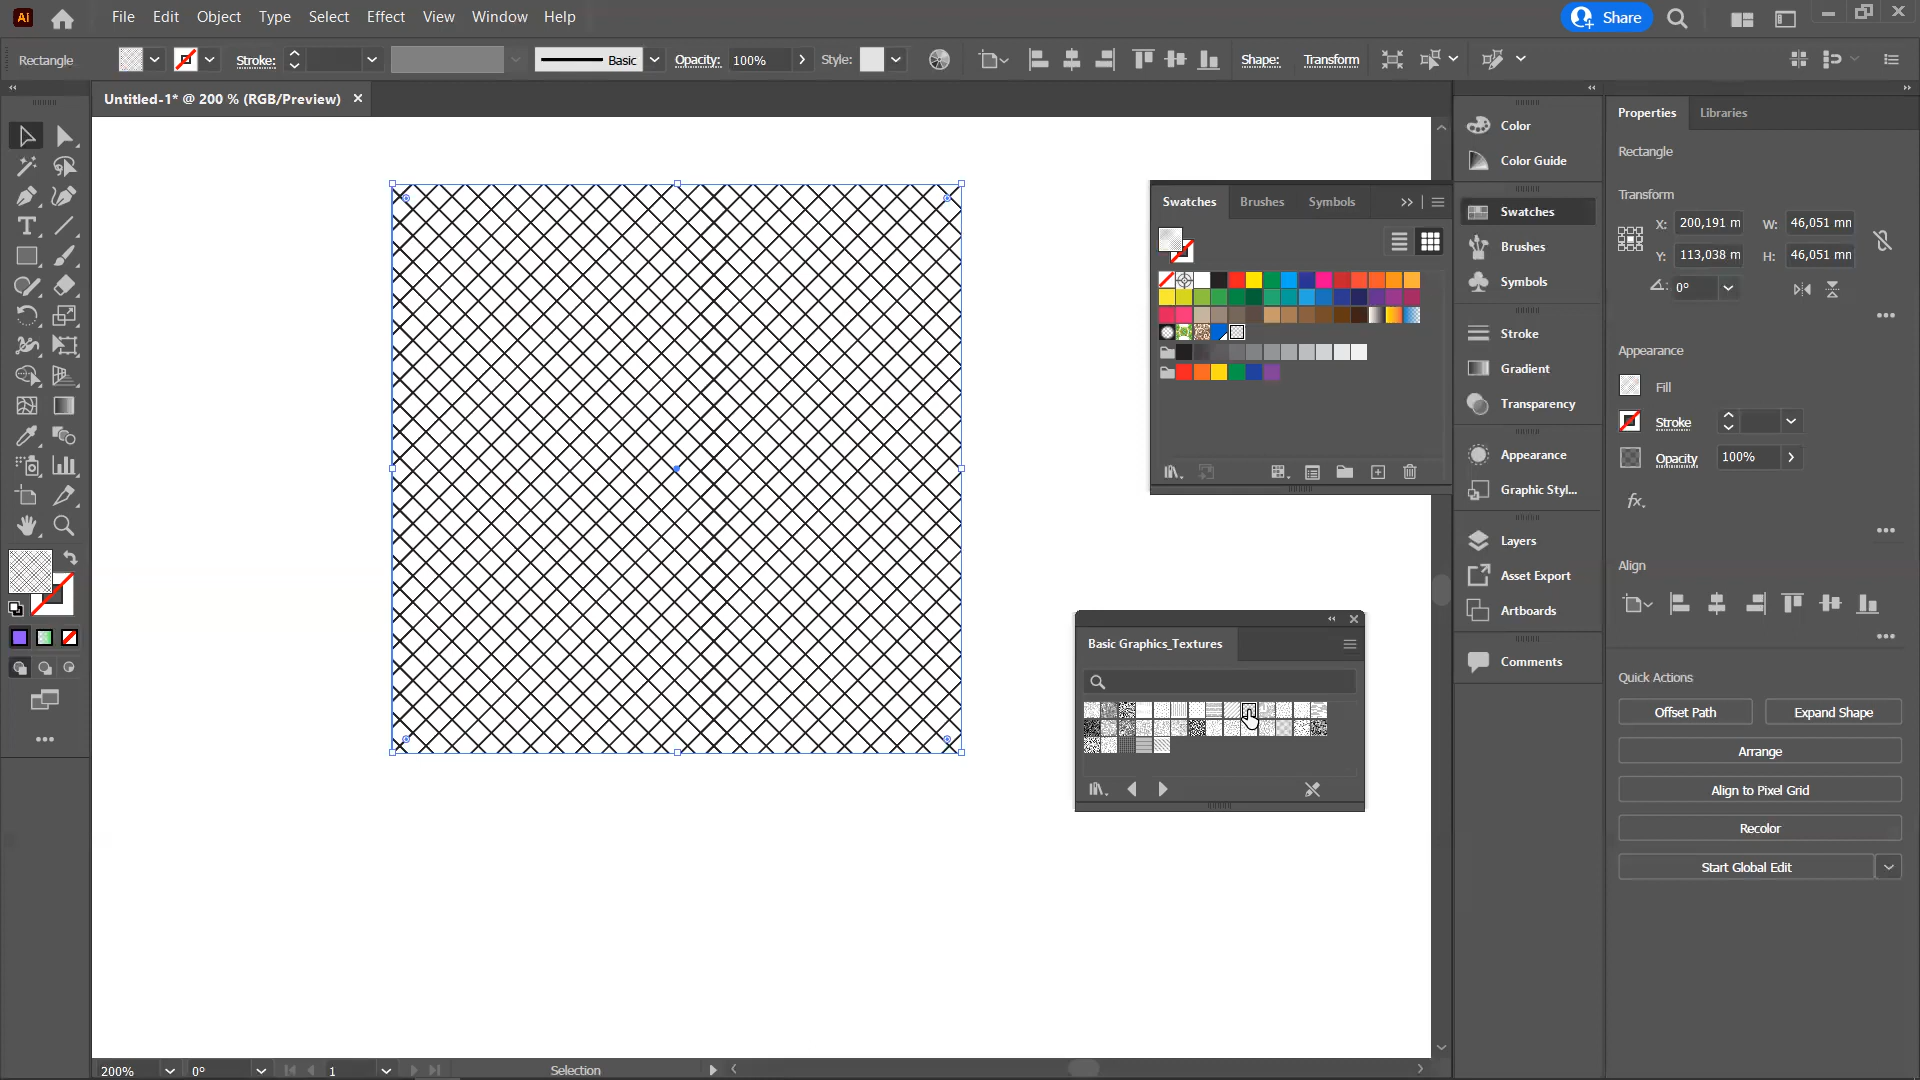 Ai File Edit Object Type Select Effect View Window Help Share
Rectangle Stroke: Basic Opacity: 100% Style: Shape: Transform
Untitled-1* @ 200 % (RGB/Preview)
Swatches Brushes Symbols
Basic Graphics_Textures
Color
Color Guide
Swatches
Brushes
Symbols
Stroke
Gradient
Transparency
Appearance
Graphic Styl...
Layers
Asset Export
Artboards
Comments
Properties Libraries
Rectangle
Transform
X: 200,191 m W: 46,051 mn
Y: 113,038 m H: 46,051 mn
0°
Appearance
Fill
Stroke
Opacity 100%
fx.
Align
Quick Actions
Offset Path Expand Shape
Arrange
Align to Pixel Grid
Recolor
Start Global Edit
200% 0° 1 Selection